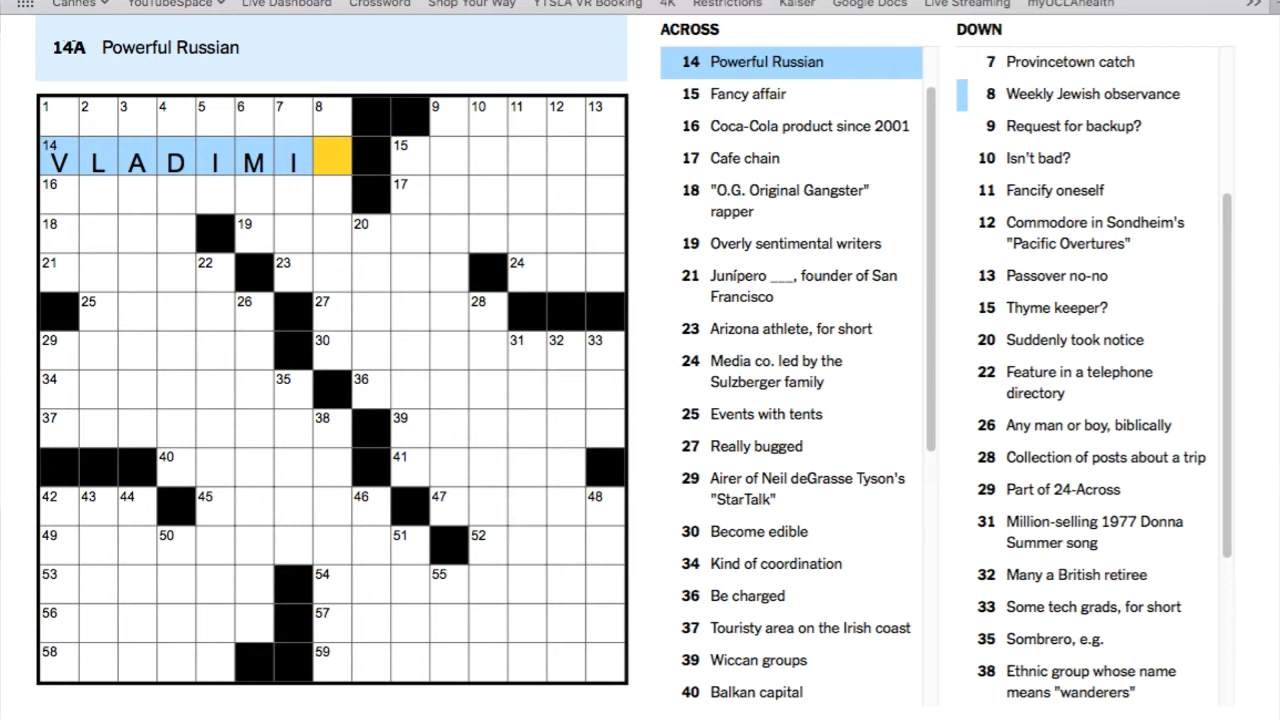 Cannes
YouTubeSpace
Live Dashboard
Crossword
Shop Your Way
YTSLA VR Booking
4K
Restrictions
Kaiser
Google Docs
Live Streaming
myUCLAhealth
14A Powerful Russian
1 2 3 4 5 6 7 8 9 10 11 12 13
14 15
V L A D I M I
16 17
18 19 20
21 22 23 24
25 26 27 28
29 30 31 32 33
34 35 36
37 38 39
40 41
42 43 44 45 46 47 48
49 50 51 52
53 54 55
56 57
58 59
ACROSS
14 Powerful Russian
15 Fancy affair
16 Coca-Cola product since 2001
17 Cafe chain
18 "O.G. Original Gangster"
rapper
19 Overly sentimental writers
21 Junípero ___, founder of San
Francisco
23 Arizona athlete, for short
24 Media co. led by the
Sulzberger family
25 Events with tents
27 Really bugged
29 Airer of Neil deGrasse Tyson's
"StarTalk"
30 Become edible
34 Kind of coordination
36 Be charged
37 Touristy area on the Irish coast
39 Wiccan groups
40 Balkan capital
DOWN
7 Provincetown catch
8 Weekly Jewish observance
9 Request for backup?
10 Isn't bad?
11 Fancify oneself
12 Commodore in Sondheim's
"Pacific Overtures"
13 Passover no-no
15 Thyme keeper?
20 Suddenly took notice
22 Feature in a telephone
directory
26 Any man or boy, biblically
28 Collection of posts about a trip
29 Part of 24-Across
31 Million-selling 1977 Donna
Summer song
32 Many a British retiree
33 Some tech grads, for short
35 Sombrero, e.g.
38 Ethnic group whose name
means "wanderers"